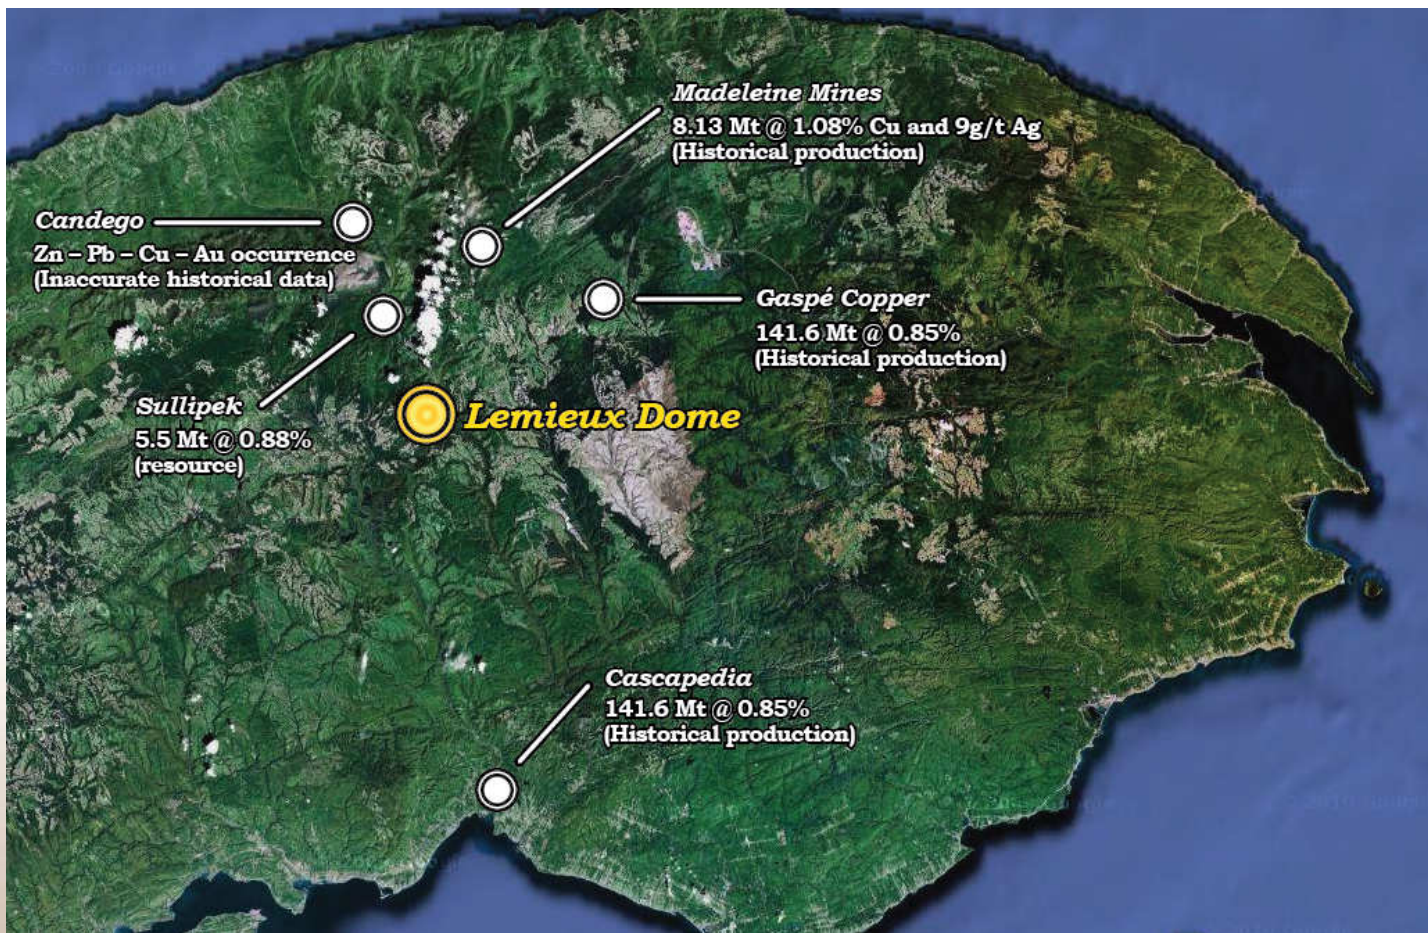 Madeleine Mines
8.13 Mt @ 1.08% Cu and 9g/t Ag
(Historical production)
Candego
Zn – Pb – Cu – Au occurrence
(Inaccurate historical data)
Gaspé Copper
141.6 Mt @ 0.85%
(Historical production)
Sullipek
5.5 Mt @ 0.88%
(resource)
Lemieux Dome
Cascapedia
141.6 Mt @ 0.85%
(Historical production)